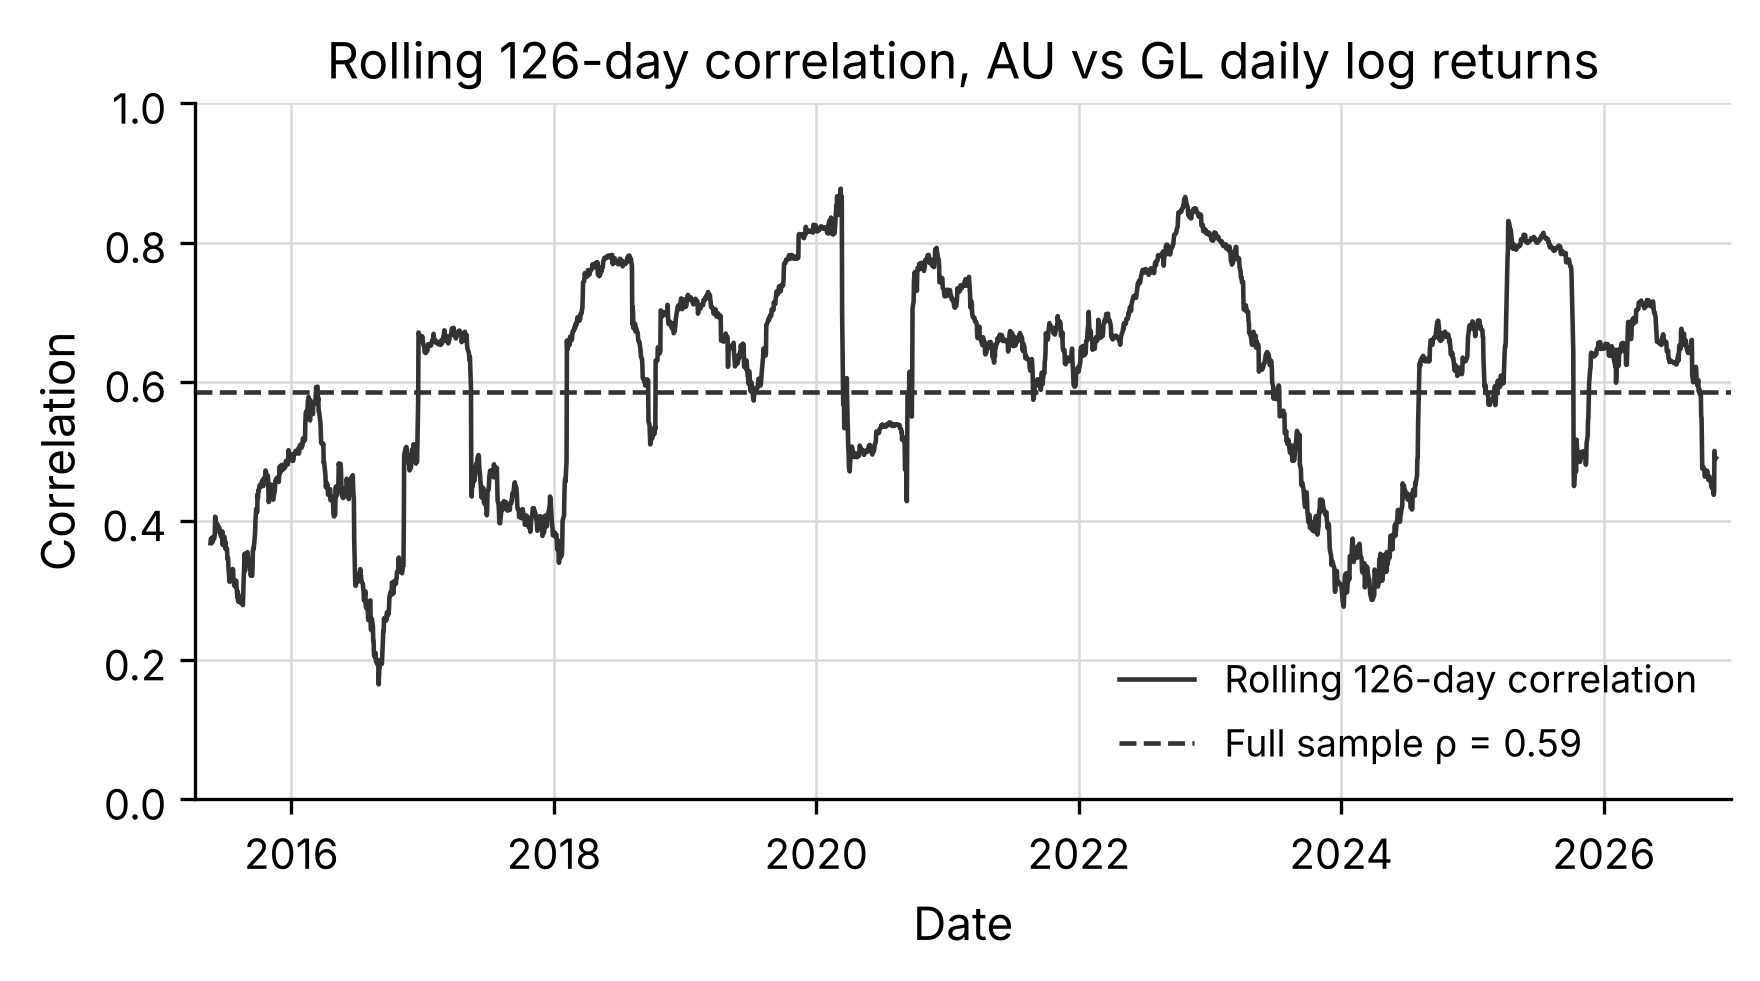 Rolling 126-day correlation, AU vs GL daily log returns
1.0
0.8
0.6
0.4
0.2
0.0
Correlation
Rolling 126-day correlation
Full sample ρ = 0.59
2016 2018 2020 2022 2024 2026
Date